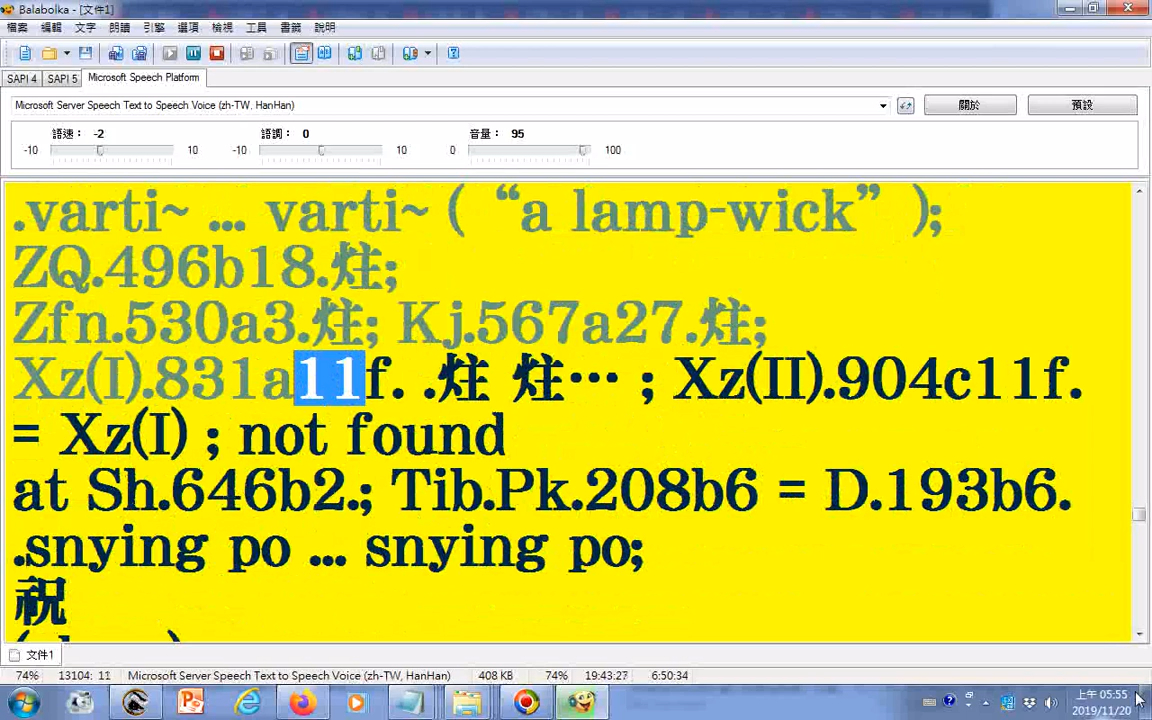 Balabolka - [文件1]
檔案 編輯 文字 朗讀 引擎 選項 檢視 工具 書籤 說明
SAPI 4 SAPI 5 Microsoft Speech Platform
Microsoft Server Speech Text to Speech Voice (zh-TW, HanHan) 關於 預設
語速： -2 語調： 0 音量： 95
-10 10 -10 10 0 100
.varti~ ... varti~ ( “a lamp-wick” );
ZQ.496b18.炷;
Zfn.530a3.炷; Kj.567a27.炷;
Xz(I).831a11f. .炷 炷… ; Xz(II).904c11f.
= Xz(I) ; not found
at Sh.646b2.; Tib.Pk.208b6 = D.193b6.
.snying po ... snying po;
祝
文件1
74% 13104: 11 Microsoft Server Speech Text to Speech Voice (zh-TW, HanHan) 408 KB 74% 19:43:27 6:50:34
上午 05:55
2019/11/20